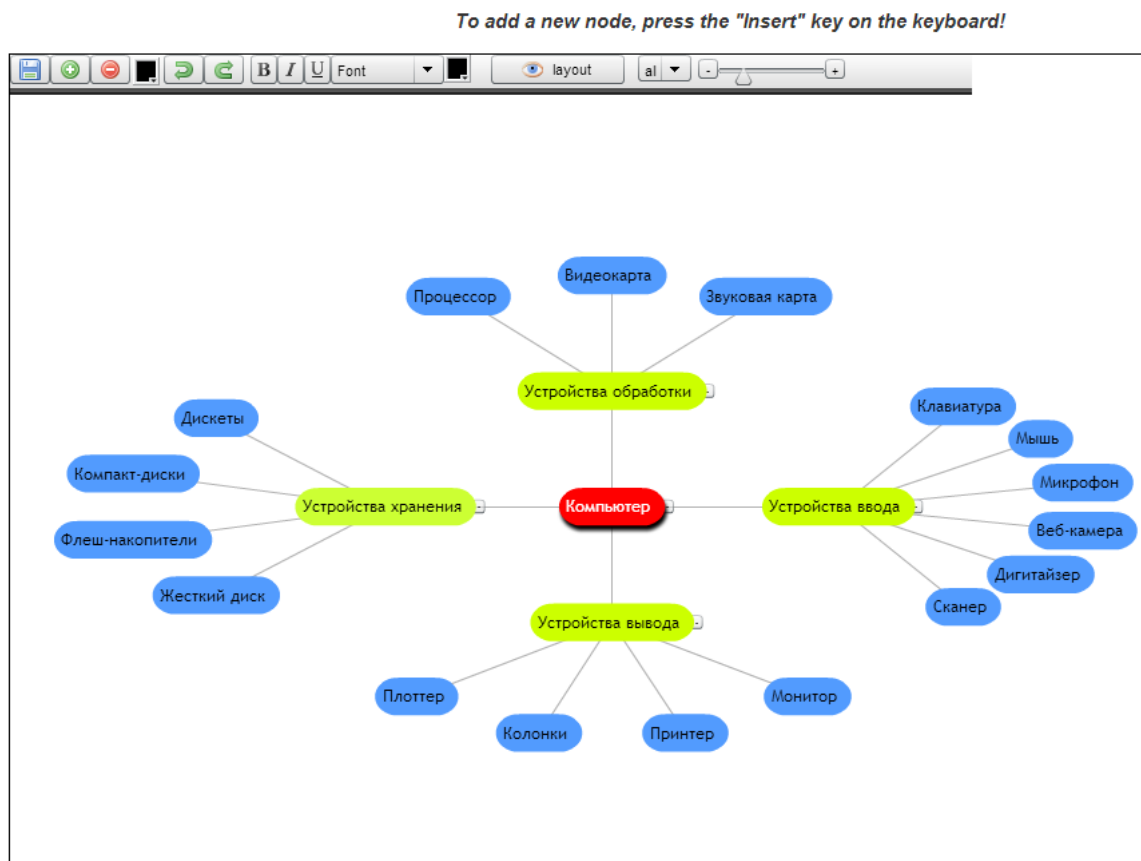 To add a new node, press the "Insert" key on the keyboard!
B I U Font layout al - +
Видеокарта
Процессор
Звуковая карта
Устройства обработки
Клавиатура
Дискеты
Мышь
Компакт-диски
Микрофон
Устройства хранения
Компьютер
Устройства ввода
Веб-камера
Флеш-накопители
Дигитайзер
Жесткий диск
Сканер
Устройства вывода
Плоттер
Монитор
Колонки
Принтер